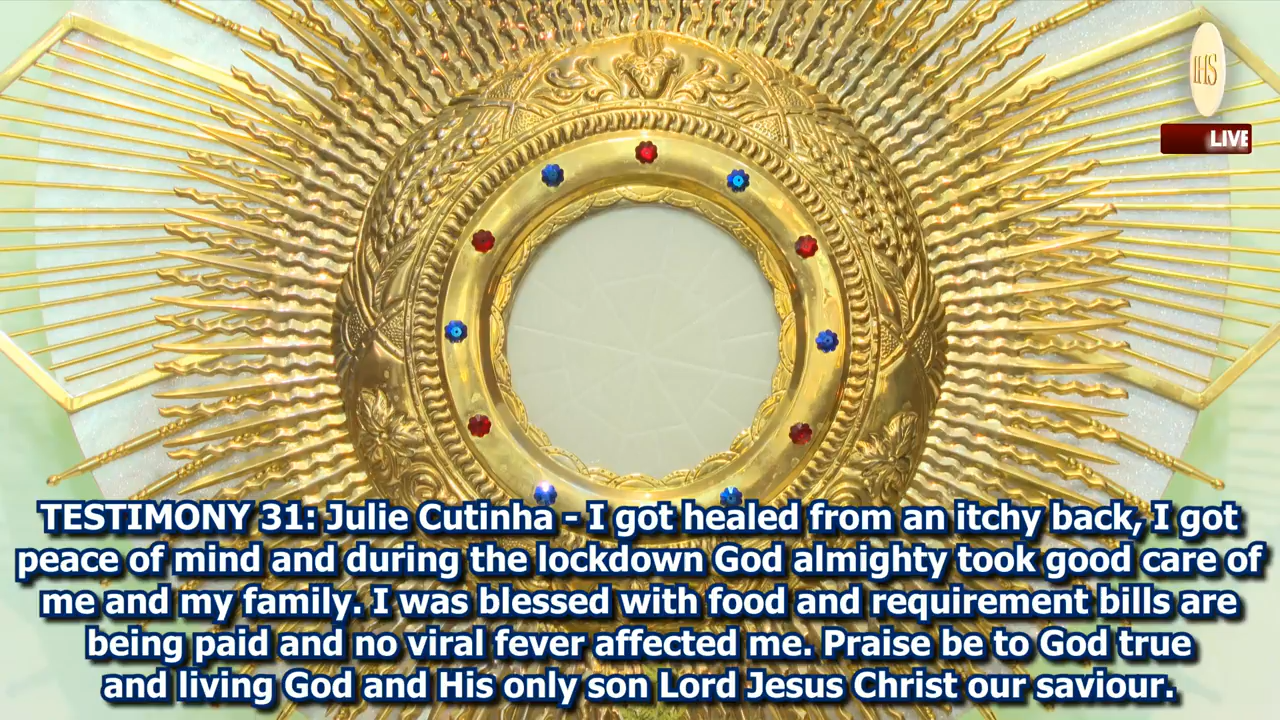 IHS
LIVE
TESTIMONY 31: Julie Cutinha - I got healed from an itchy back, I got
peace of mind and during the lockdown God almighty took good care of
me and my family. I was blessed with food and requirement bills are
being paid and no viral fever affected me. Praise be to God true
and living God and His only son Lord Jesus Christ our saviour.